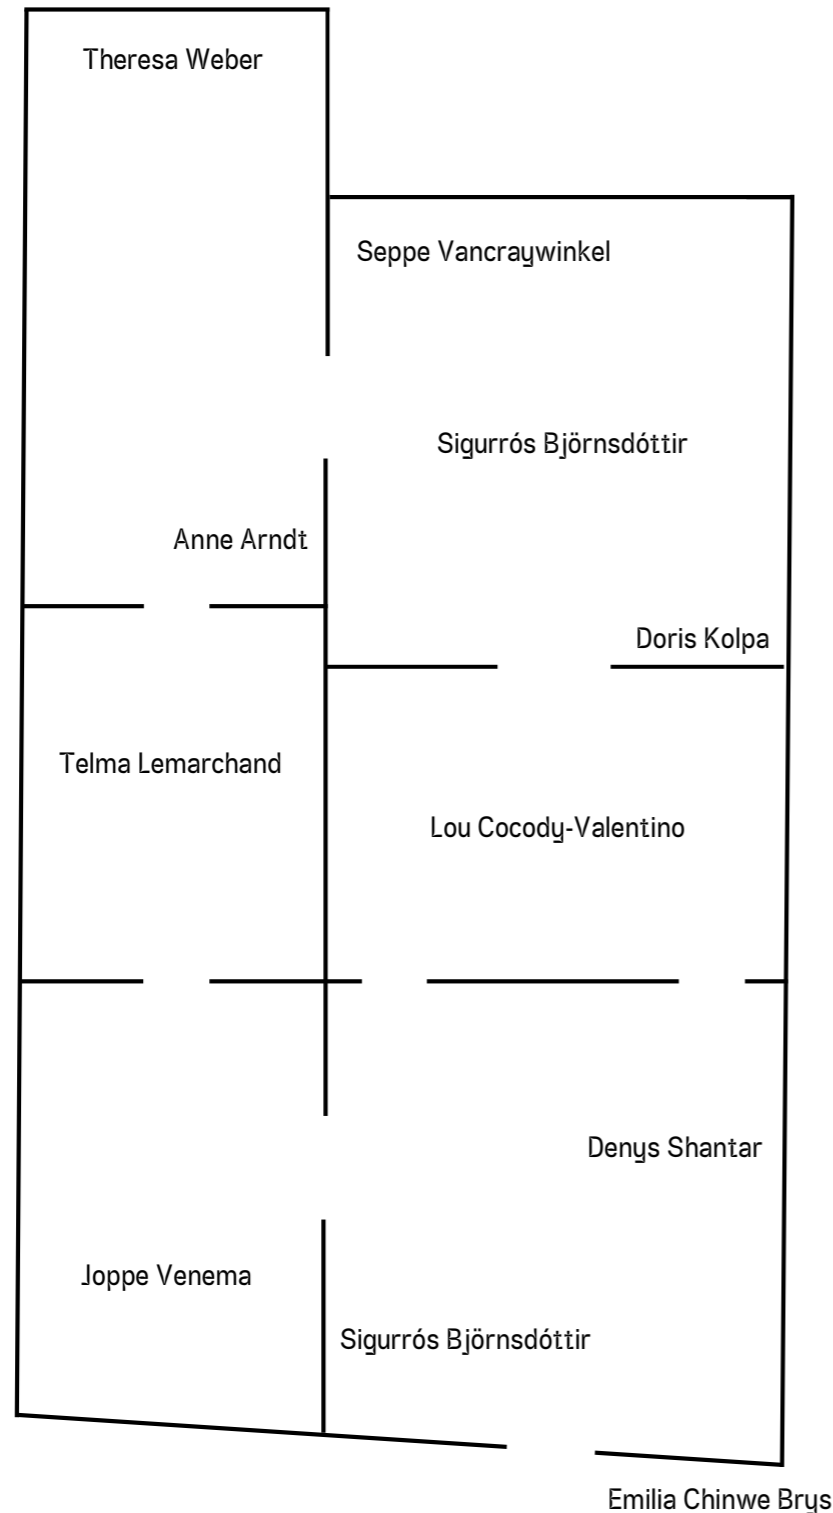 Theresa Weber
Seppe Vancraywinkel
Sigurrós Björnsdóttir
Anne Arndt
Doris Kolpa
Telma Lemarchand
Lou Cocody-Valentino
Denys Shantar
Joppe Venema
Sigurrós Björnsdóttir
Emilia Chinwe Brys